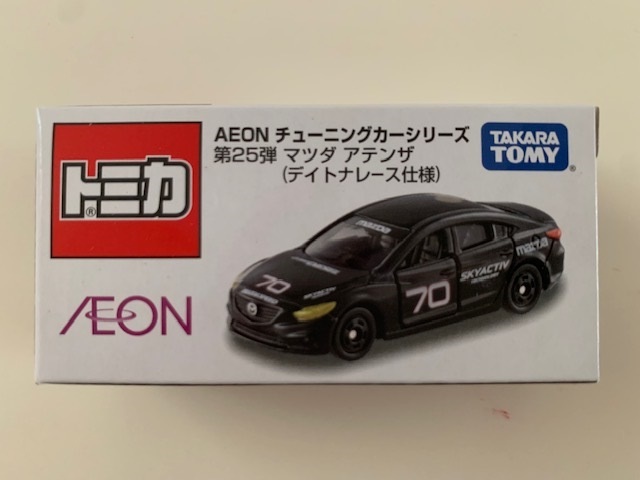 トミカ
®
AEON チューニングカーシリーズ
第25弾 マツダ アテンザ
(デイトナレース仕様)
TAKARA
TOMY
®
ÆON
mazda
70
70
SKYACTIV
mazda